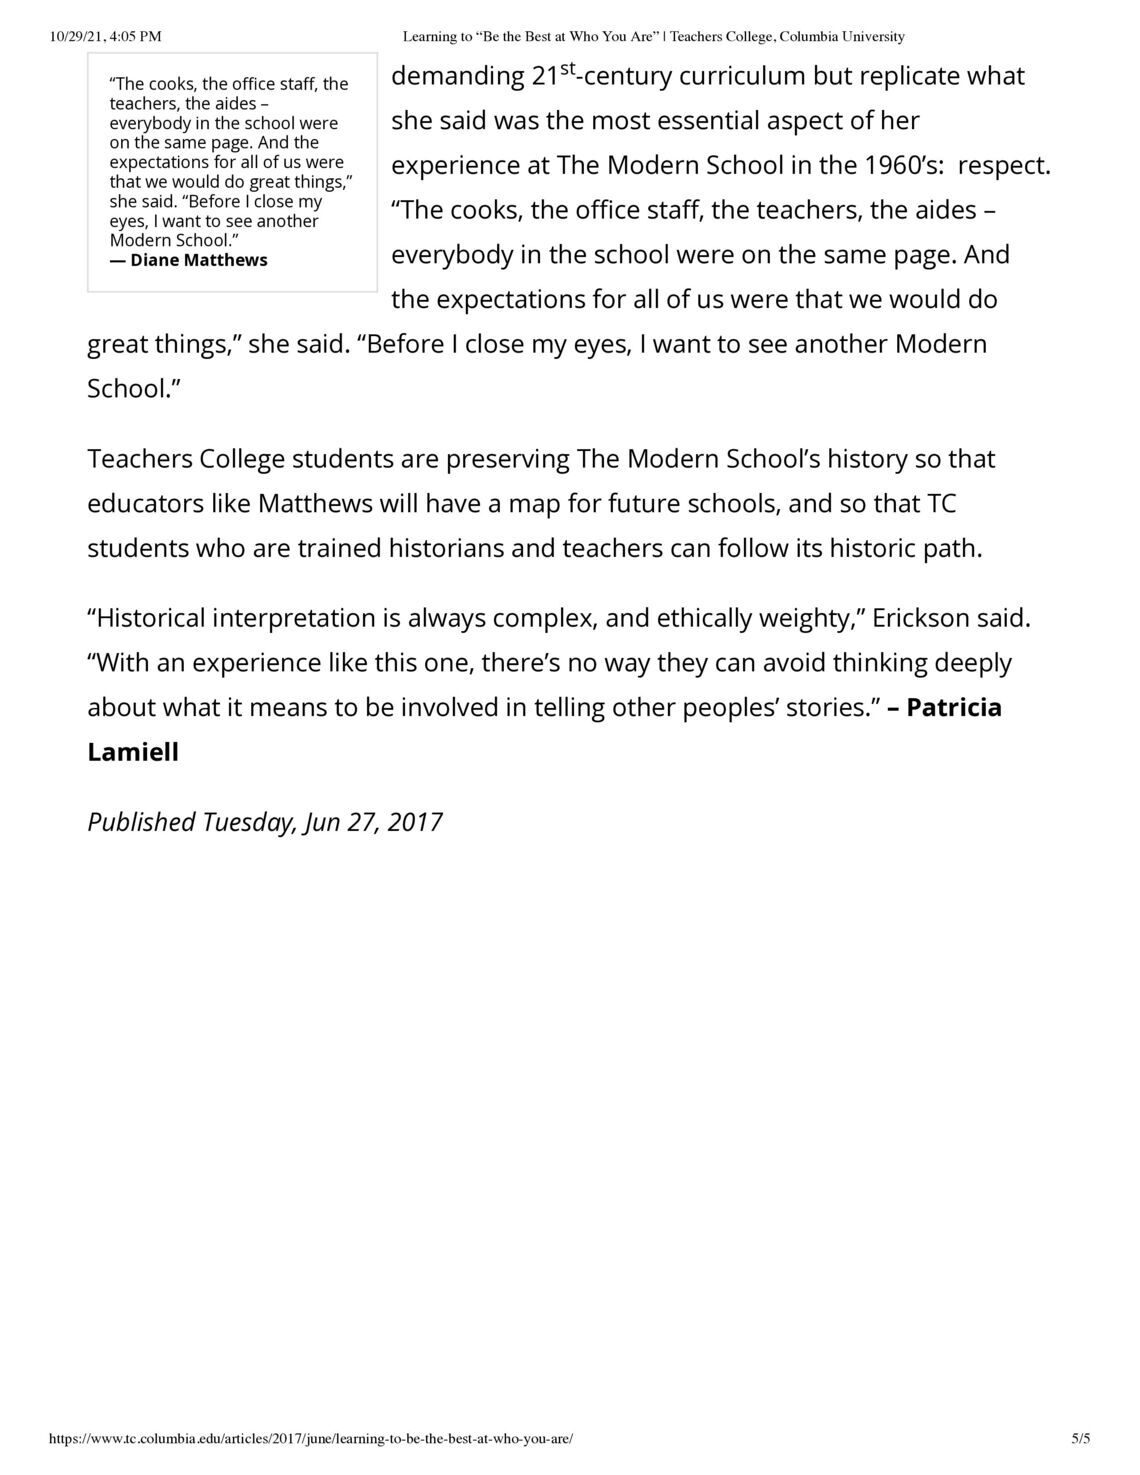 10/29/21, 4:05 PM
Learning to “Be the Best at Who You Are” | Teachers College, Columbia University
“The cooks, the office staff, the
teachers, the aides –
everybody in the school were
on the same page. And the
expectations for all of us were
that we would do great things,”
she said. “Before I close my
eyes, I want to see another
Modern School.”
— Diane Matthews
demanding 21st-century curriculum but replicate what
she said was the most essential aspect of her
experience at The Modern School in the 1960’s:  respect.
“The cooks, the office staff, the teachers, the aides –
everybody in the school were on the same page. And
the expectations for all of us were that we would do
great things,” she said. “Before I close my eyes, I want to see another Modern
School.”
Teachers College students are preserving The Modern School’s history so that
educators like Matthews will have a map for future schools, and so that TC
students who are trained historians and teachers can follow its historic path.
“Historical interpretation is always complex, and ethically weighty,” Erickson said.
“With an experience like this one, there’s no way they can avoid thinking deeply
about what it means to be involved in telling other peoples’ stories.” – Patricia
Lamiell
Published Tuesday, Jun 27, 2017
https://www.tc.columbia.edu/articles/2017/june/learning-to-be-the-best-at-who-you-are/
5/5